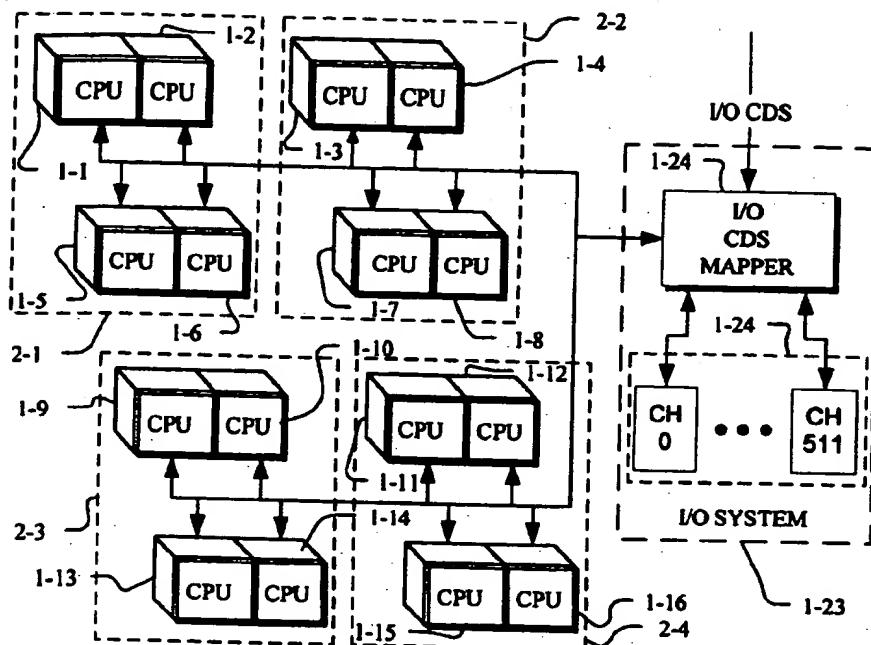 1-2
2-2
CPU CPU
CPU CPU
1-4
1-3
1-1
I/O CDS
1-24
I/O
CDS
MAPPER
CPU CPU
CPU CPU
1-5
1-7
1-6
1-8
2-1
1-24
1-10
1-12
1-9
CPU CPU
CPU CPU
CH
0
CH
511
1-11
2-3
1-14
I/O SYSTEM
1-13
CPU CPU
CPU CPU
1-16
1-23
1-15
2-4